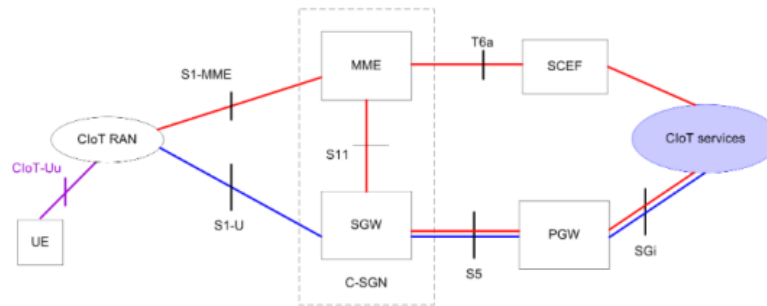 T6a
MME
SCEF
S1-MME
CIoT RAN
CIoT services
S11
CIoT-Uu
S1-U
SGW
PGW
UE
SGi
S5
C-SGN